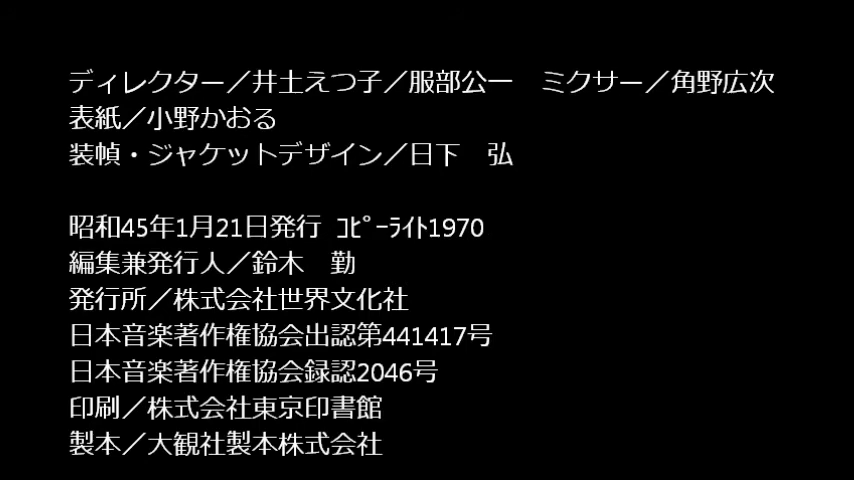 ディレクター／井土えつ子／服部公一　ミクサー／角野広次
表紙／小野かおる
装幀・ジャケットデザイン／日下　弘
昭和45年1月21日発行 ｺﾋﾟｰﾗｲﾄ1970
編集兼発行人／鈴木　勤
発行所／株式会社世界文化社
日本音楽著作権協会出認第441417号
日本音楽著作権協会録認2046号
印刷／株式会社東京印書館
製本／大観社製本株式会社